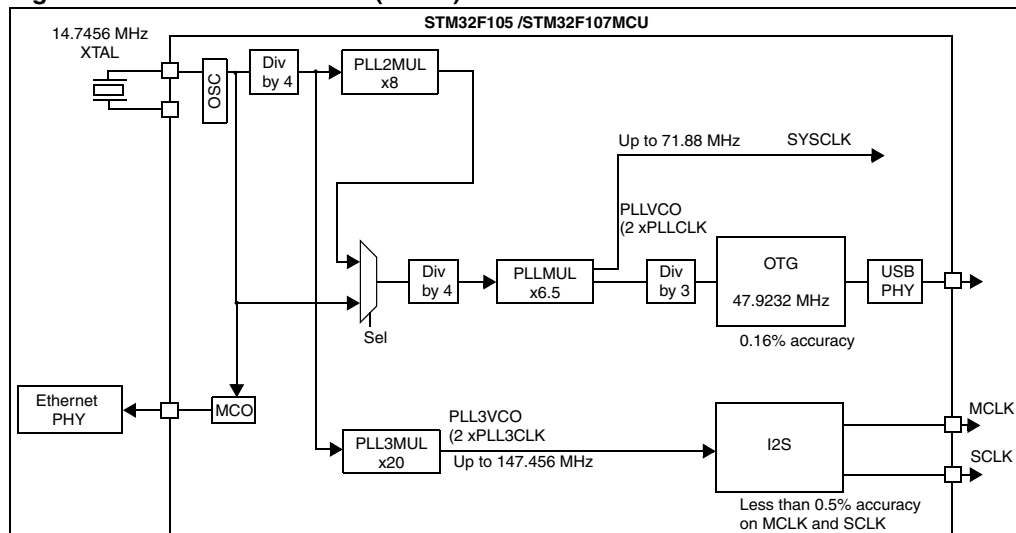 STM32F105 /STM32F107MCU
14.7456 MHz
XTAL
OSC
Div
by 4
PLL2MUL
x8
Up to 71.88 MHz
SYSCLK
PLLVCO
(2 xPLLCLK
Div
by 4
PLLMUL
x6.5
Div
by 3
OTG
47.9232 MHz
USB
PHY
Sel
0.16% accuracy
Ethernet
PHY
MCO
PLL3MUL
x20
PLL3VCO
(2 xPLL3CLK
Up to 147.456 MHz
I2S
MCLK
SCLK
Less than 0.5% accuracy
on MCLK and SCLK